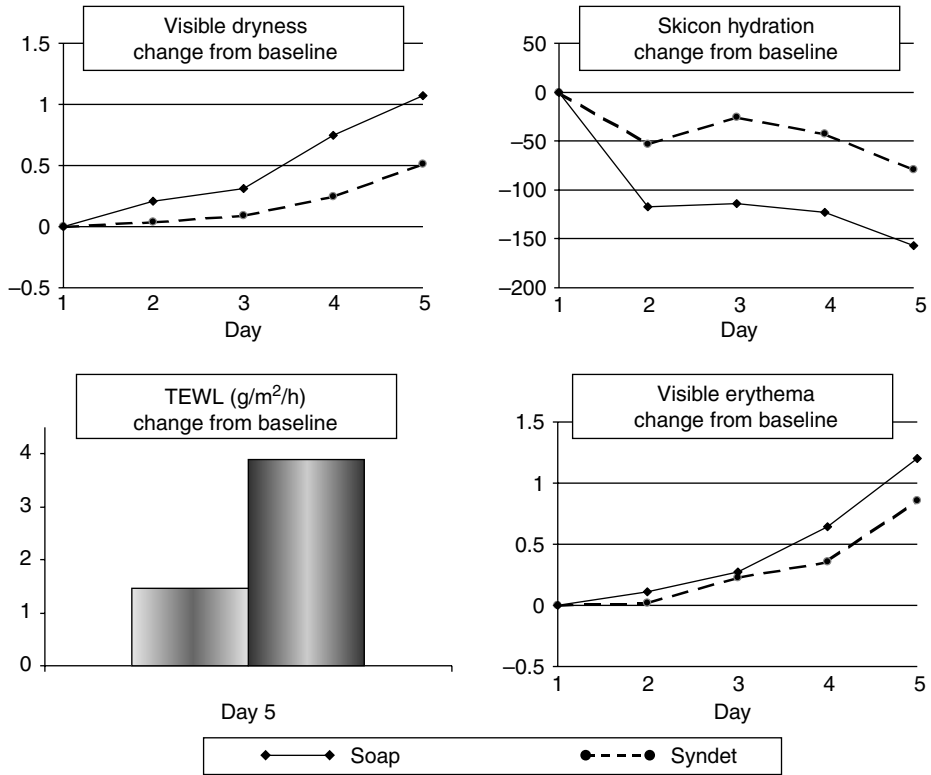 Visible dryness
change from baseline
1.5
1
0.5
0
−0.5
1 2 3 4 5
Day
Skicon hydration
change from baseline
50
0
−50
−100
−150
−200
1 2 3 4 5
Day
TEWL (g/m²/h)
change from baseline
4
3
2
1
0
Day 5
Visible erythema
change from baseline
1.5
1
0.5
0
−0.5
1 2 3 4 5
Day
Soap Syndet